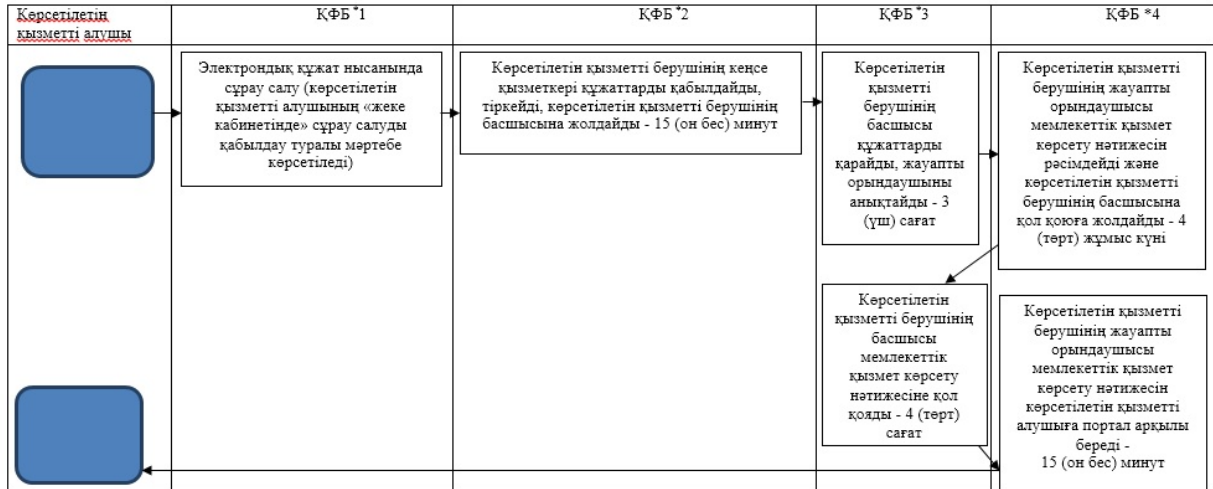 Көрсетілетін
қызметті алушы
ҚФБ *1
ҚФБ *2
ҚФБ *3
ҚФБ *4
Электрондық құжат нысанында
сұрау салу (көрсетілетін
қызметті алушының «жеке
кабинетінде» сұрау салуды
қабылдау туралы мәртебе
көрсетіледі)
Көрсетілетін қызметті берушінің кеңсе
қызметкері құжаттарды қабылдайды,
тіркейді, көрсетілетін қызметті берушінің
басшысына жолдайды - 15 (он бес) минут
Көрсетілетін
қызметті
берушінің
басшысы
құжаттарды
қарайды, жауапты
орындаушыны
анықтайды - 3
(үш) сағат
Көрсетілетін қызметті
берушінің жауапты
орындаушысы
мемлекеттік қызмет
көрсету нәтижесін
рәсімдейді және
көрсетілетін қызметті
берушінің басшысына
қол қоюға жолдайды - 4
(төрт) жұмыс күні
Көрсетілетін
қызметті берушінің
басшысы
мемлекеттік
қызмет көрсету
нәтижесіне қол
қояды - 4 (төрт)
сағат
Көрсетілетін қызметті
берушінің жауапты
орындаушысы
мемлекеттік қызмет
көрсету нәтижесін
көрсетілетін қызметті
алушыға портал арқылы
береді -
15 (он бес) минут